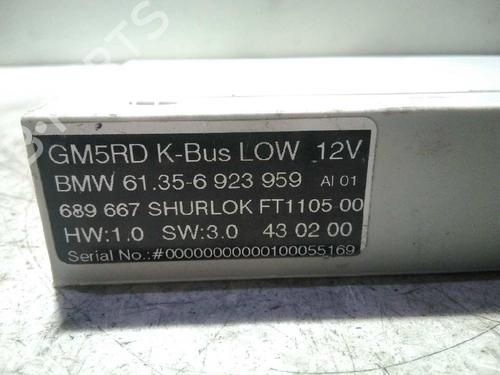 GM5RD K-Bus LOW 12V
BMW 61.35-6 923 959 AI 01
689 667 SHURLOK FT1105 00
HW:1.0 SW:3.0 43 02 00
Serial No.:#00000000000100055169